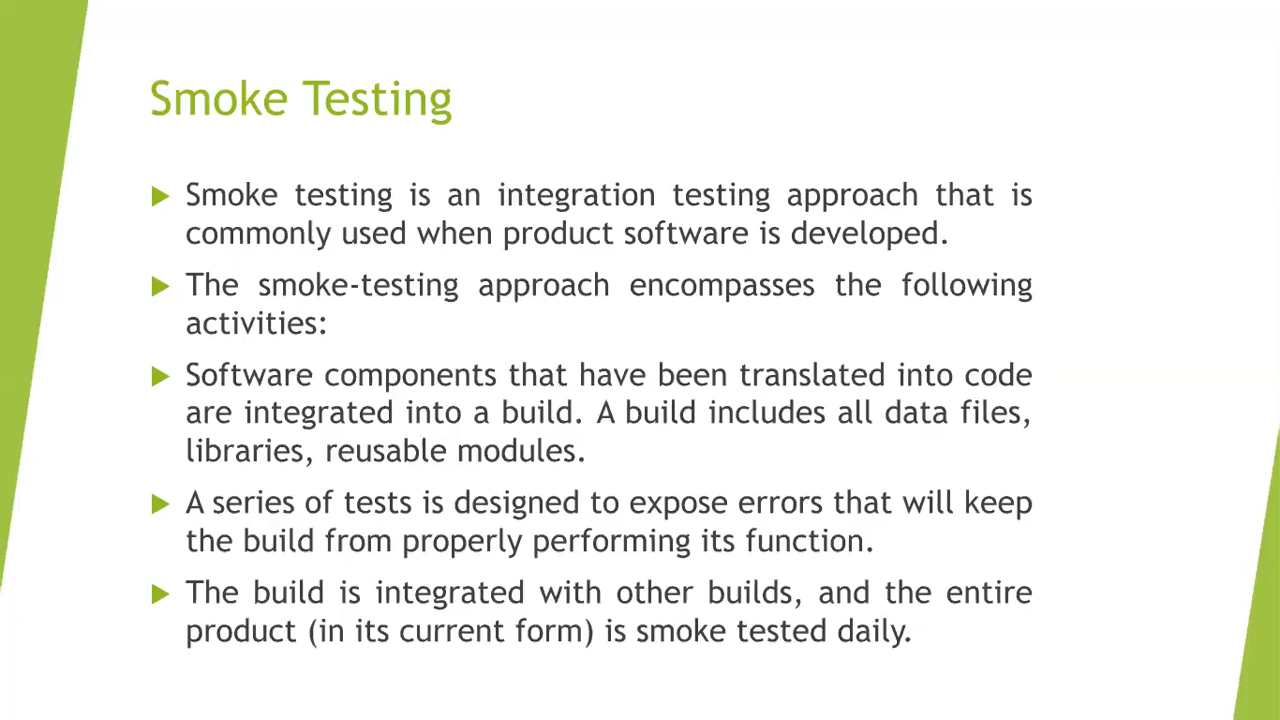 Smoke Testing
Smoke testing is an integration testing approach that is
commonly used when product software is developed.
The smoke-testing approach encompasses the following
activities:
Software components that have been translated into code
are integrated into a build. A build includes all data files,
libraries, reusable modules.
A series of tests is designed to expose errors that will keep
the build from properly performing its function.
The build is integrated with other builds, and the entire
product (in its current form) is smoke tested daily.